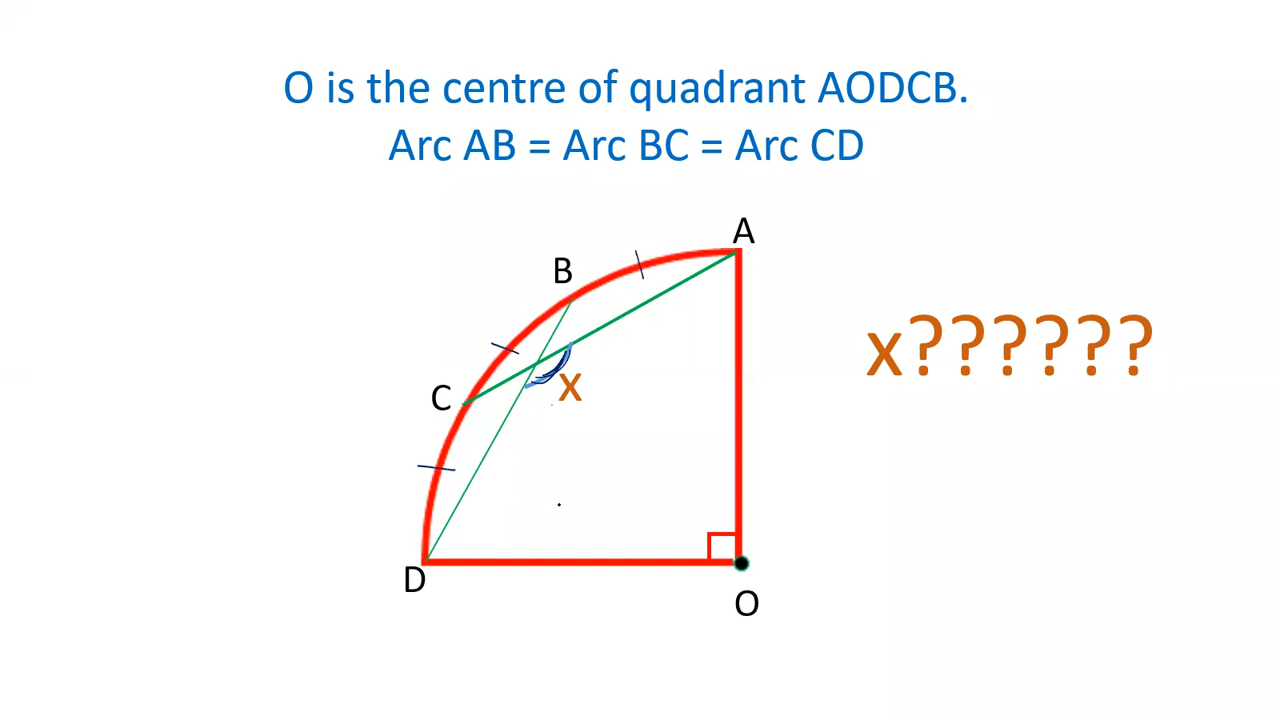 O is the centre of quadrant AODCB.
Arc AB = Arc BC = Arc CD
A
B
x??????
x
C
D
O